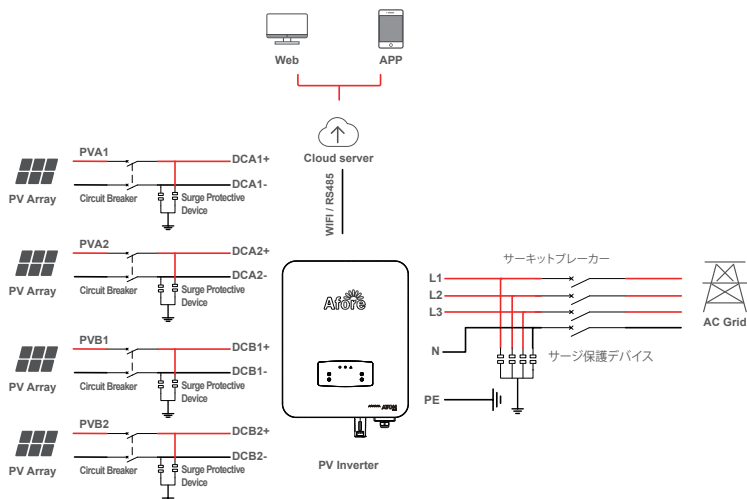 Web
APP
Cloud server
WIFI / RS485
PVA1
DCA1+
DCA1-
PV Array
Circuit Breaker
Surge Protective
Device
PVA2
DCA2+
DCA2-
PV Array
Circuit Breaker
Surge Protective
Device
PVB1
DCB1+
DCB1-
PV Array
Circuit Breaker
Surge Protective
Device
PVB2
DCB2+
DCB2-
PV Array
Circuit Breaker
Surge Protective
Device
Afore
PV Inverter
サーキットブレーカー
L1
L2
L3
N
PE
サージ保護デバイス
AC Grid